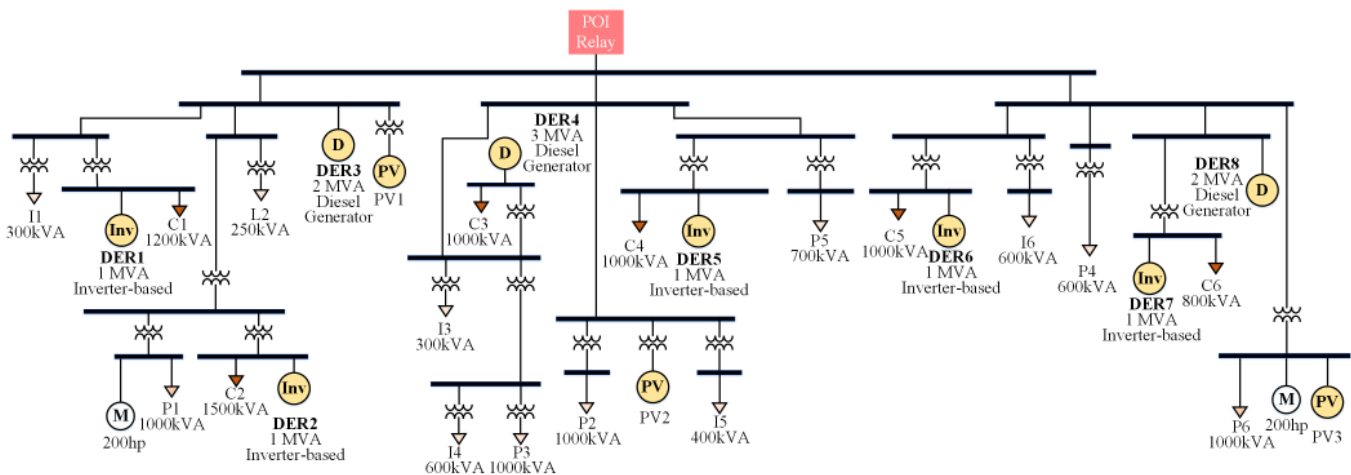 POI
Relay
DER4
3 MVA
Diesel
Generator
D
D
DER3
2 MVA
Diesel
Generator
PV
PV1
DER8
2 MVA
Diesel
Generator
D
I1
300kVA
Inv
DER1
1 MVA
Inverter-based
C1
1200kVA
L2
250kVA
C3
1000kVA
C4
1000kVA
Inv
DER5
1 MVA
Inverter-based
P5
700kVA
C5
1000kVA
Inv
DER6
1 MVA
Inverter-based
I6
600kVA
P4
600kVA
Inv
DER7
1 MVA
Inverter-based
C6
800kVA
I3
300kVA
M
200hp
P1
1000kVA
C2
1500kVA
Inv
DER2
1 MVA
Inverter-based
I4
600kVA
P3
1000kVA
P2
1000kVA
PV
PV2
I5
400kVA
P6
1000kVA
M
200hp
PV
PV3